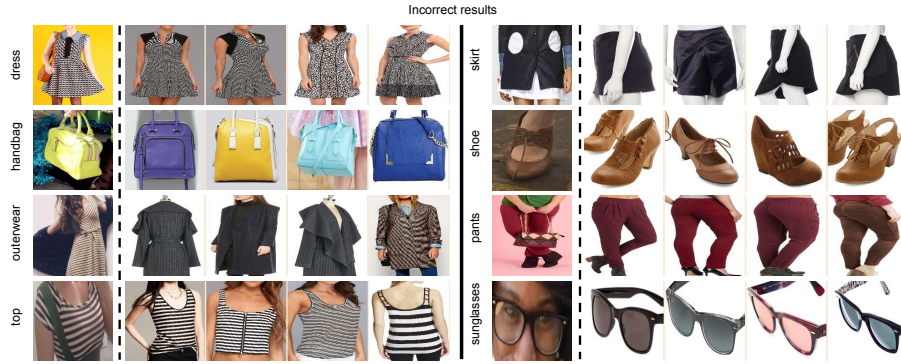 Incorrect results
dress
skirt
handbag
shoe
outerwear
pants
top
sunglasses